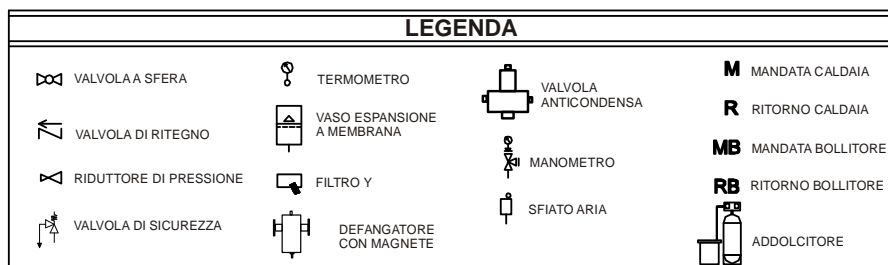 LEGENDA
VALVOLA A SFERA
VALVOLA DI RITEGNO
RIDUTTORE DI PRESSIONE
VALVOLA DI SICUREZZA
TERMOMETRO
VASO ESPANSIONE
A MEMBRANA
FILTRO Y
DEFANGATORE
CON MAGNETE
VALVOLA
ANTICONDENSA
MANOMETRO
SFIATO ARIA
M MANDATA CALDAIA
R RITORNO CALDAIA
MB MANDATA BOLLITORE
RB RITORNO BOLLITORE
ADDOLCITORE